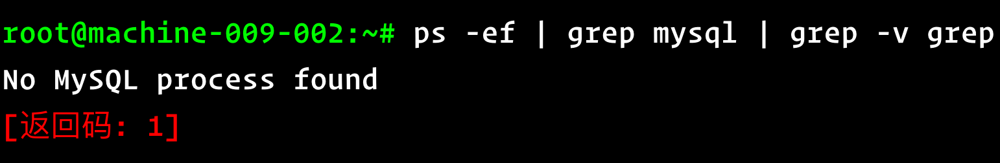 root@machine-009-002:~# ps -ef | grep mysql | grep -v grep
No MySQL process found
[返回码: 1]